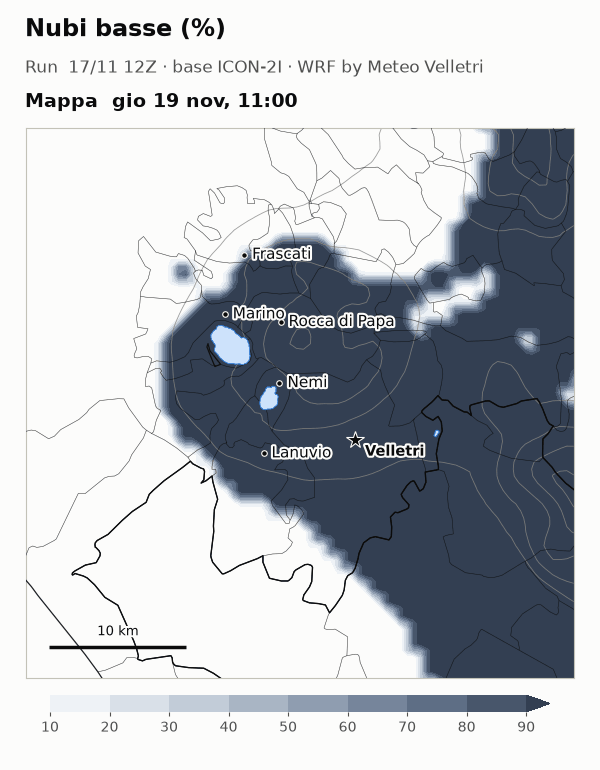 Nubi basse (%)
Run  17/11 12Z · base ICON-2I · WRF by Meteo Velletri
Mappa  gio 19 nov, 11:00
Frascati
Marino
Rocca di Papa
Nemi
Velletri
Lanuvio
10 km
10 20 30 40 50 60 70 80 90